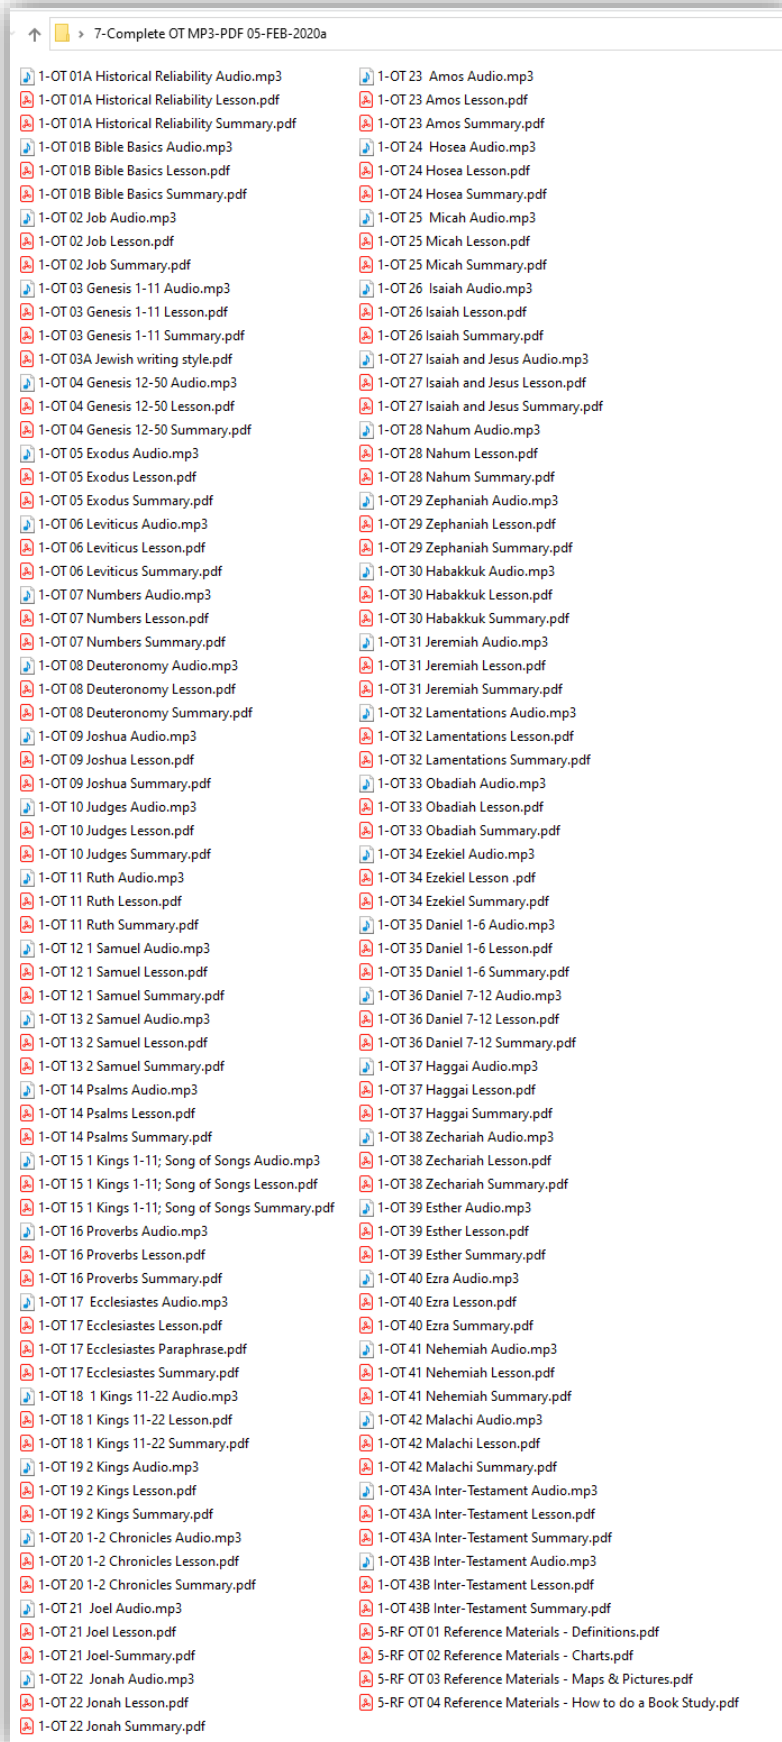 7-Complete OT MP3-PDF 05-FEB-2020a
1-OT 01A Historical Reliability Audio.mp3
1-OT 01A Historical Reliability Lesson.pdf
1-OT 01A Historical Reliability Summary.pdf
1-OT 01B Bible Basics Audio.mp3
1-OT 01B Bible Basics Lesson.pdf
1-OT 01B Bible Basics Summary.pdf
1-OT 02 Job Audio.mp3
1-OT 02 Job Lesson.pdf
1-OT 02 Job Summary.pdf
1-OT 03 Genesis 1-11 Audio.mp3
1-OT 03 Genesis 1-11 Lesson.pdf
1-OT 03 Genesis 1-11 Summary.pdf
1-OT 03A Jewish writing style.pdf
1-OT 04 Genesis 12-50 Audio.mp3
1-OT 04 Genesis 12-50 Lesson.pdf
1-OT 04 Genesis 12-50 Summary.pdf
1-OT 05 Exodus Audio.mp3
1-OT 05 Exodus Lesson.pdf
1-OT 05 Exodus Summary.pdf
1-OT 06 Leviticus Audio.mp3
1-OT 06 Leviticus Lesson.pdf
1-OT 06 Leviticus Summary.pdf
1-OT 07 Numbers Audio.mp3
1-OT 07 Numbers Lesson.pdf
1-OT 07 Numbers Summary.pdf
1-OT 08 Deuteronomy Audio.mp3
1-OT 08 Deuteronomy Lesson.pdf
1-OT 08 Deuteronomy Summary.pdf
1-OT 09 Joshua Audio.mp3
1-OT 09 Joshua Lesson.pdf
1-OT 09 Joshua Summary.pdf
1-OT 10 Judges Audio.mp3
1-OT 10 Judges Lesson.pdf
1-OT 10 Judges Summary.pdf
1-OT 11 Ruth Audio.mp3
1-OT 11 Ruth Lesson.pdf
1-OT 11 Ruth Summary.pdf
1-OT 12 1 Samuel Audio.mp3
1-OT 12 1 Samuel Lesson.pdf
1-OT 12 1 Samuel Summary.pdf
1-OT 13 2 Samuel Audio.mp3
1-OT 13 2 Samuel Lesson.pdf
1-OT 13 2 Samuel Summary.pdf
1-OT 14 Psalms Audio.mp3
1-OT 14 Psalms Lesson.pdf
1-OT 14 Psalms Summary.pdf
1-OT 15 1 Kings 1-11; Song of Songs Audio.mp3
1-OT 15 1 Kings 1-11; Song of Songs Lesson.pdf
1-OT 15 1 Kings 1-11; Song of Songs Summary.pdf
1-OT 16 Proverbs Audio.mp3
1-OT 16 Proverbs Lesson.pdf
1-OT 16 Proverbs Summary.pdf
1-OT 17  Ecclesiastes Audio.mp3
1-OT 17 Ecclesiastes Lesson.pdf
1-OT 17 Ecclesiastes Paraphrase.pdf
1-OT 17 Ecclesiastes Summary.pdf
1-OT 18  1 Kings 11-22 Audio.mp3
1-OT 18 1 Kings 11-22 Lesson.pdf
1-OT 18 1 Kings 11-22 Summary.pdf
1-OT 19 2 Kings Audio.mp3
1-OT 19 2 Kings Lesson.pdf
1-OT 19 2 Kings Summary.pdf
1-OT 20 1-2 Chronicles Audio.mp3
1-OT 20 1-2 Chronicles Lesson.pdf
1-OT 20 1-2 Chronicles Summary.pdf
1-OT 21  Joel Audio.mp3
1-OT 21 Joel Lesson.pdf
1-OT 21 Joel-Summary.pdf
1-OT 22  Jonah Audio.mp3
1-OT 22 Jonah Lesson.pdf
1-OT 22 Jonah Summary.pdf
1-OT 23  Amos Audio.mp3
1-OT 23 Amos Lesson.pdf
1-OT 23 Amos Summary.pdf
1-OT 24  Hosea Audio.mp3
1-OT 24 Hosea Lesson.pdf
1-OT 24 Hosea Summary.pdf
1-OT 25  Micah Audio.mp3
1-OT 25 Micah Lesson.pdf
1-OT 25 Micah Summary.pdf
1-OT 26  Isaiah Audio.mp3
1-OT 26 Isaiah Lesson.pdf
1-OT 26 Isaiah Summary.pdf
1-OT 27 Isaiah and Jesus Audio.mp3
1-OT 27 Isaiah and Jesus Lesson.pdf
1-OT 27 Isaiah and Jesus Summary.pdf
1-OT 28 Nahum Audio.mp3
1-OT 28 Nahum Lesson.pdf
1-OT 28 Nahum Summary.pdf
1-OT 29 Zephaniah Audio.mp3
1-OT 29 Zephaniah Lesson.pdf
1-OT 29 Zephaniah Summary.pdf
1-OT 30 Habakkuk Audio.mp3
1-OT 30 Habakkuk Lesson.pdf
1-OT 30 Habakkuk Summary.pdf
1-OT 31 Jeremiah Audio.mp3
1-OT 31 Jeremiah Lesson.pdf
1-OT 31 Jeremiah Summary.pdf
1-OT 32 Lamentations Audio.mp3
1-OT 32 Lamentations Lesson.pdf
1-OT 32 Lamentations Summary.pdf
1-OT 33 Obadiah Audio.mp3
1-OT 33 Obadiah Lesson.pdf
1-OT 33 Obadiah Summary.pdf
1-OT 34 Ezekiel Audio.mp3
1-OT 34 Ezekiel Lesson .pdf
1-OT 34 Ezekiel Summary.pdf
1-OT 35 Daniel 1-6 Audio.mp3
1-OT 35 Daniel 1-6 Lesson.pdf
1-OT 35 Daniel 1-6 Summary.pdf
1-OT 36 Daniel 7-12 Audio.mp3
1-OT 36 Daniel 7-12 Lesson.pdf
1-OT 36 Daniel 7-12 Summary.pdf
1-OT 37 Haggai Audio.mp3
1-OT 37 Haggai Lesson.pdf
1-OT 37 Haggai Summary.pdf
1-OT 38 Zechariah Audio.mp3
1-OT 38 Zechariah Lesson.pdf
1-OT 38 Zechariah Summary.pdf
1-OT 39 Esther Audio.mp3
1-OT 39 Esther Lesson.pdf
1-OT 39 Esther Summary.pdf
1-OT 40 Ezra Audio.mp3
1-OT 40 Ezra Lesson.pdf
1-OT 40 Ezra Summary.pdf
1-OT 41 Nehemiah Audio.mp3
1-OT 41 Nehemiah Lesson.pdf
1-OT 41 Nehemiah Summary.pdf
1-OT 42 Malachi Audio.mp3
1-OT 42 Malachi Lesson.pdf
1-OT 42 Malachi Summary.pdf
1-OT 43A Inter-Testament Audio.mp3
1-OT 43A Inter-Testament Lesson.pdf
1-OT 43A Inter-Testament Summary.pdf
1-OT 43B Inter-Testament Audio.mp3
1-OT 43B Inter-Testament Lesson.pdf
1-OT 43B Inter-Testament Summary.pdf
5-RF OT 01 Reference Materials - Definitions.pdf
5-RF OT 02 Reference Materials - Charts.pdf
5-RF OT 03 Reference Materials - Maps & Pictures.pdf
5-RF OT 04 Reference Materials - How to do a Book Study.pdf